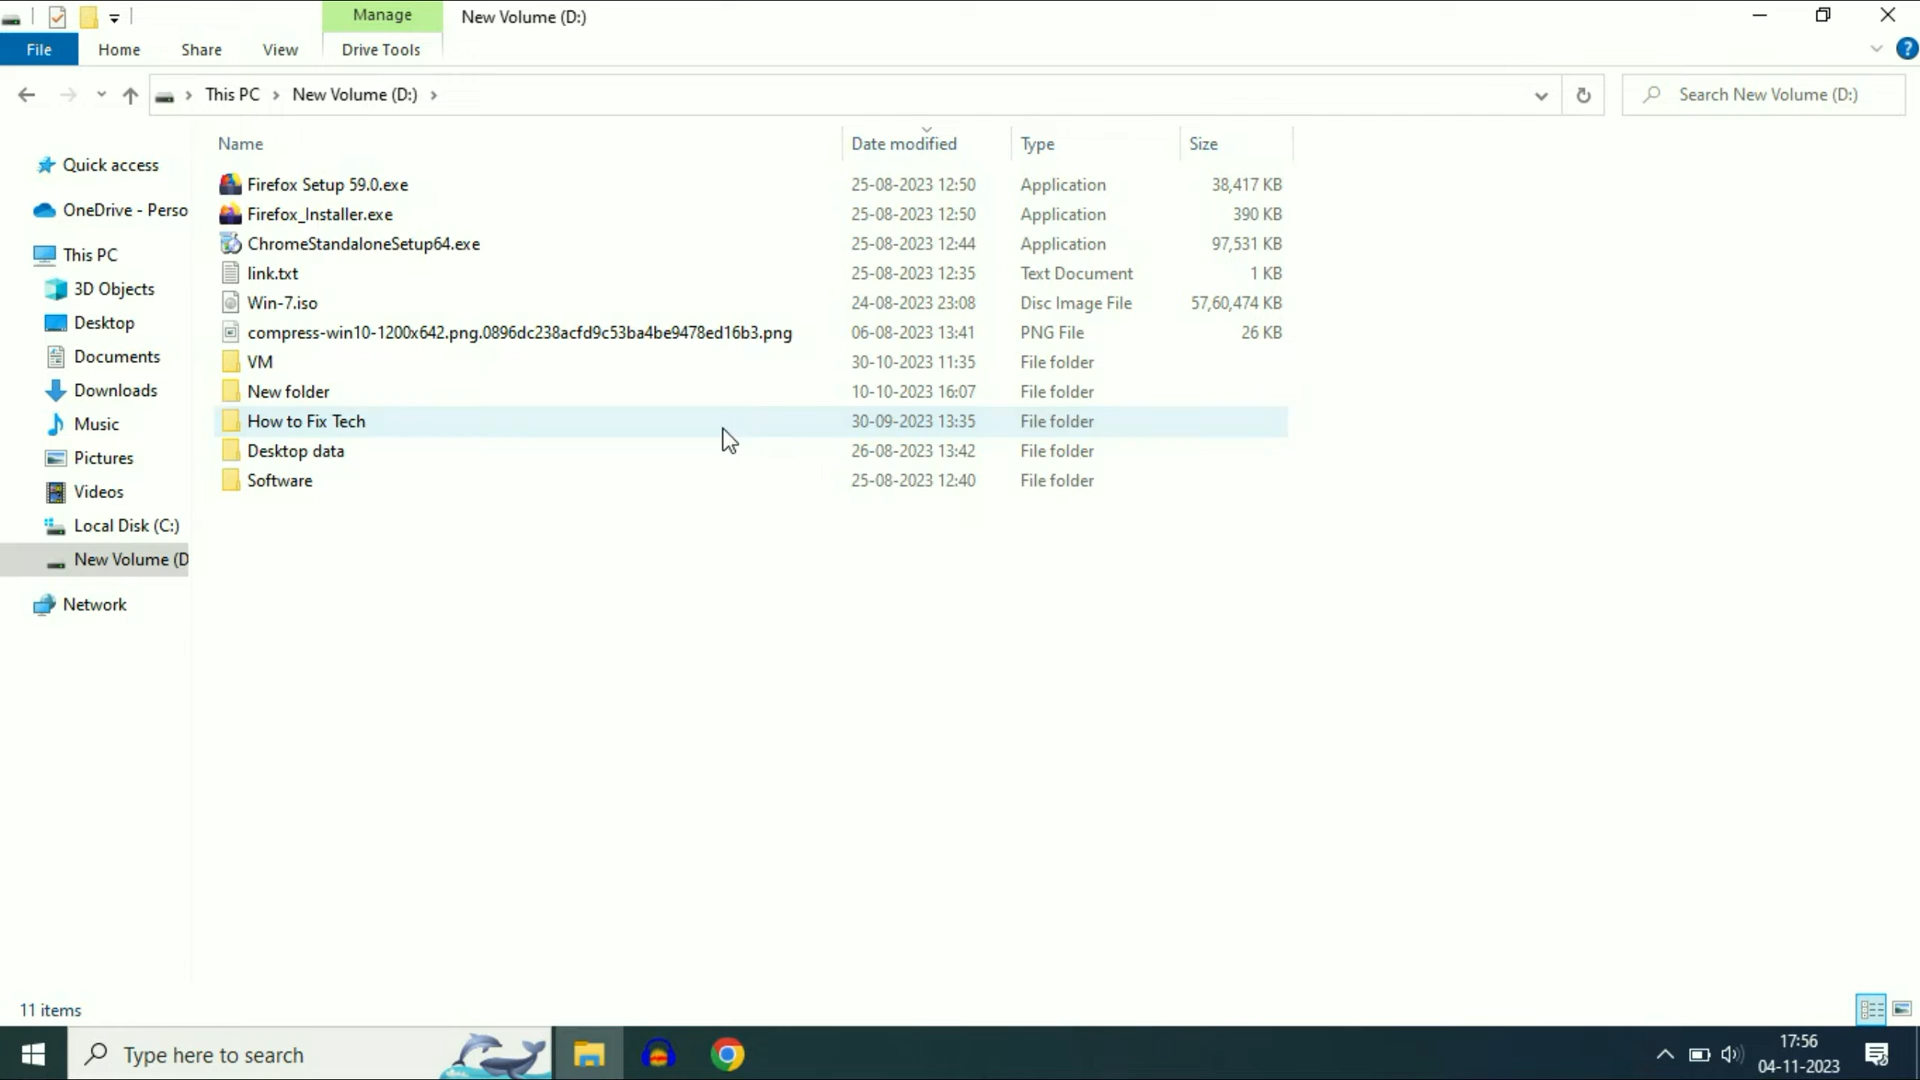 Manage New Volume (D:)
File Home Share View Drive Tools
This PC New Volume (D:) Search New Volume (D:)
Name Date modified Type Size
Quick access
OneDrive - Perso
This PC
3D Objects
Desktop
Documents
Downloads
Music
Pictures
Videos
Local Disk (C:)
New Volume (D
Network
Firefox Setup 59.0.exe 25-08-2023 12:50 Application 38,417 KB
Firefox_Installer.exe 25-08-2023 12:50 Application 390 KB
ChromeStandaloneSetup64.exe 25-08-2023 12:44 Application 97,531 KB
link.txt 25-08-2023 12:35 Text Document 1 KB
Win-7.iso 24-08-2023 23:08 Disc Image File 57,60,474 KB
compress-win10-1200x642.png.0896dc238acfd9c53ba4be9478ed16b3.png 06-08-2023 13:41 PNG File 26 KB
VM 30-10-2023 11:35 File folder
New folder 10-10-2023 16:07 File folder
How to Fix Tech 30-09-2023 13:35 File folder
Desktop data 26-08-2023 13:42 File folder
Software 25-08-2023 12:40 File folder
11 items
Type here to search
17:56
04-11-2023